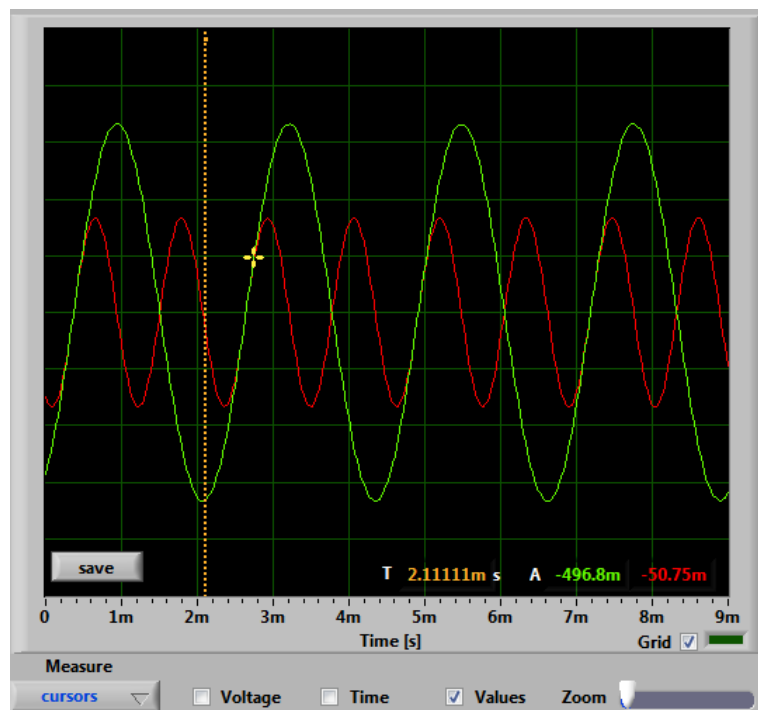 save
T 2.11111m s A -496.8m -50.75m
0 1m 2m 3m 4m 5m 6m 7m 8m 9m
Time [s]
Grid
Measure
cursors Voltage Time Values Zoom